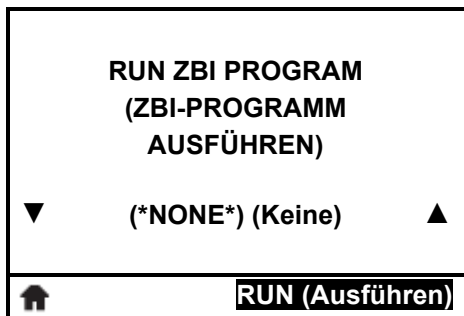 RUN ZBI PROGRAM
(ZBI-PROGRAMM
AUSFÜHREN)
▼ (*NONE*) (Keine) ▲
RUN (Ausführen)